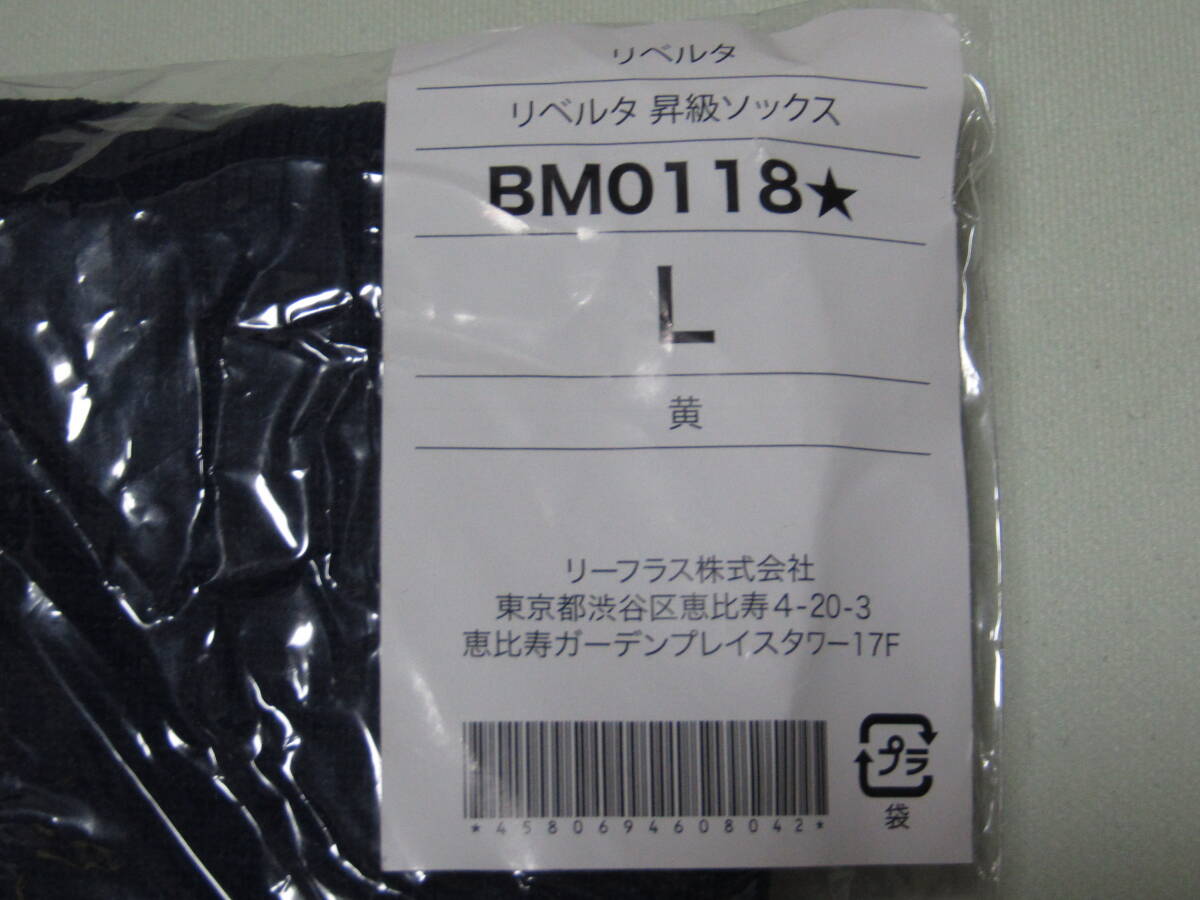 リベルタ
リベルタ 昇級ソックス
BM0118★
L
黄
リーフラス株式会社
東京都渋谷区恵比寿4-20-3
恵比寿ガーデンプレイスタワー17F
*4580694608042*
プラ
袋